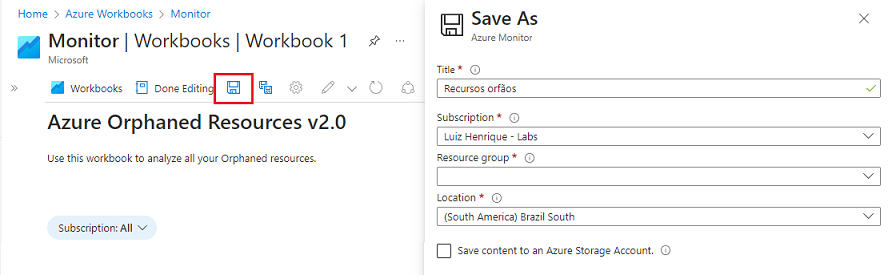 Home > Azure Workbooks > Monitor
Monitor | Workbooks | Workbook 1
Microsoft
Workbooks
Done Editing
Azure Orphaned Resources v2.0
Use this workbook to analyze all your Orphaned resources.
Subscription: All
Save As
Azure Monitor
Title *
Recursos orfãos
Subscription *
Luiz Henrique - Labs
Resource group *
Location *
(South America) Brazil South
Save content to an Azure Storage Account.